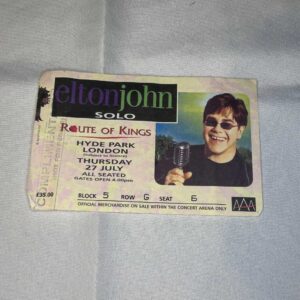 eltonjohn
SOLO
ROUTE OF KINGS
HYDE PARK
LONDON
THURSDAY
27 JULY
ALL SEATED
GATES OPEN 4:00pm
COMPLIMENT
£35.00
BLOCK 5 ROW G SEAT 6
OFFICIAL MERCHANDISE ON SALE WITHIN THE CONCERT ARENA ONLY